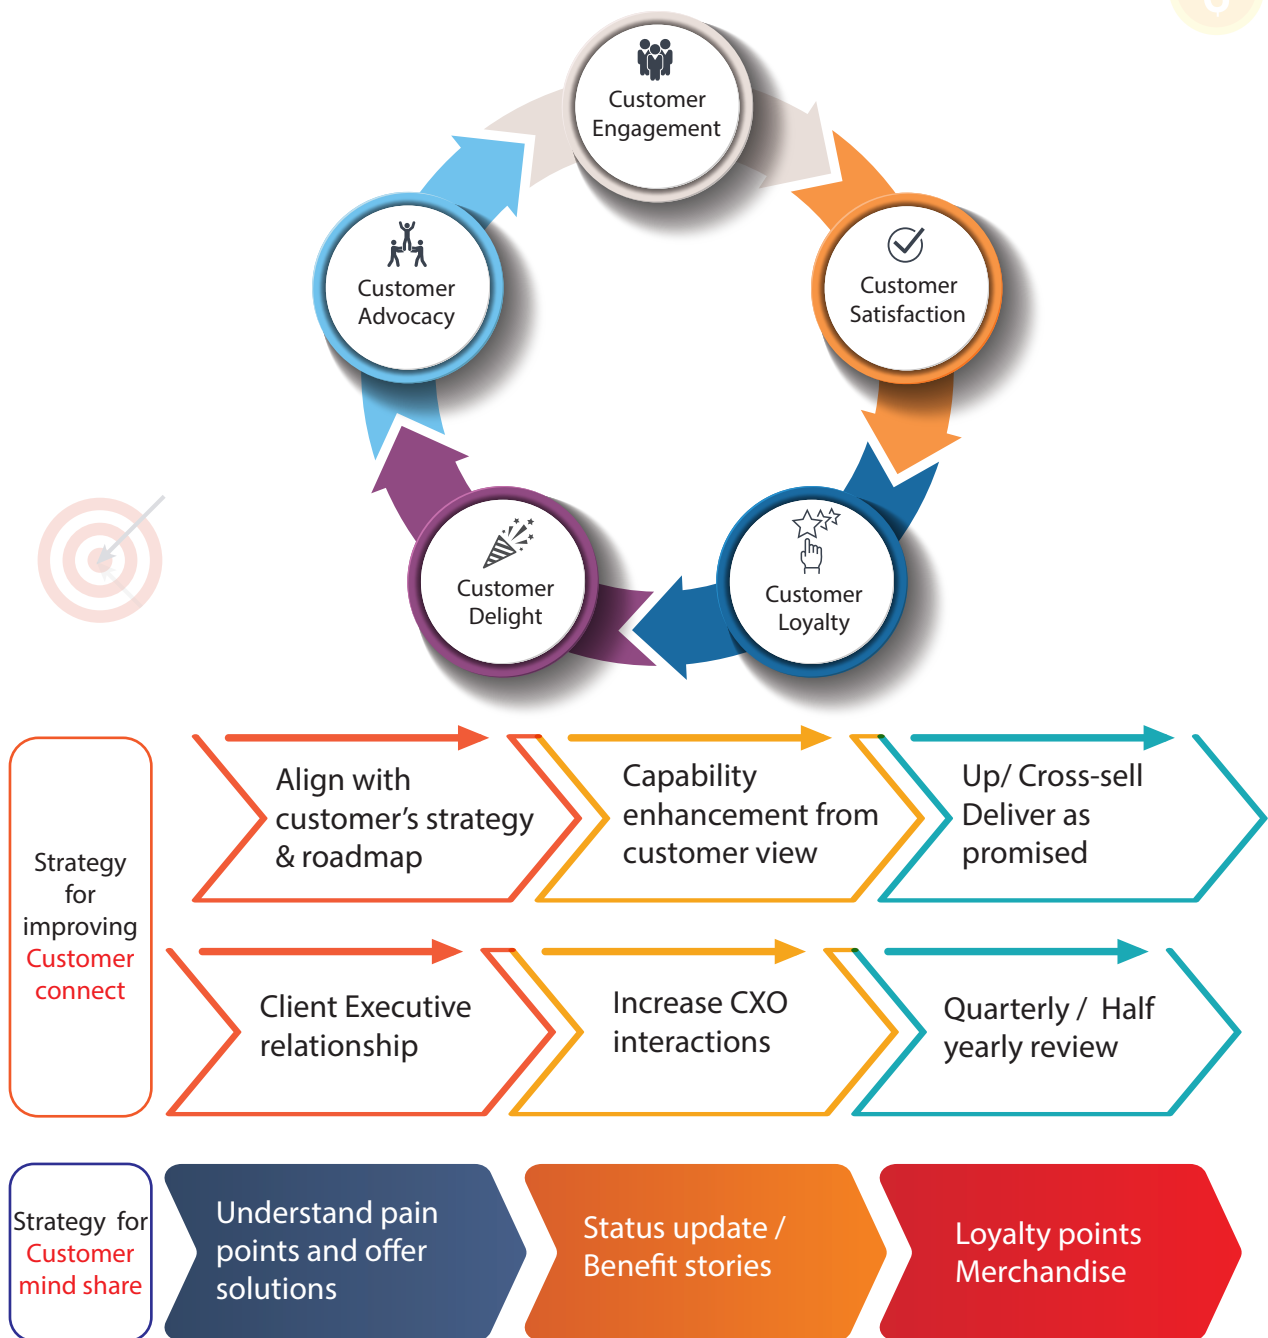 Customer
Engagement
Customer
Satisfaction
Customer
Advocacy
Customer
Loyalty
Customer
Delight
Strategy
for
improving
Customer
connect
Align with
customer’s strategy
& roadmap
Capability
enhancement from
customer view
Up/ Cross-sell
Deliver as
promised
Client Executive
relationship
Increase CXO
interactions
Quarterly / Half
yearly review
Strategy for
Customer
mind share
Understand pain
points and offer
solutions
Status update /
Benefit stories
Loyalty points
Merchandise